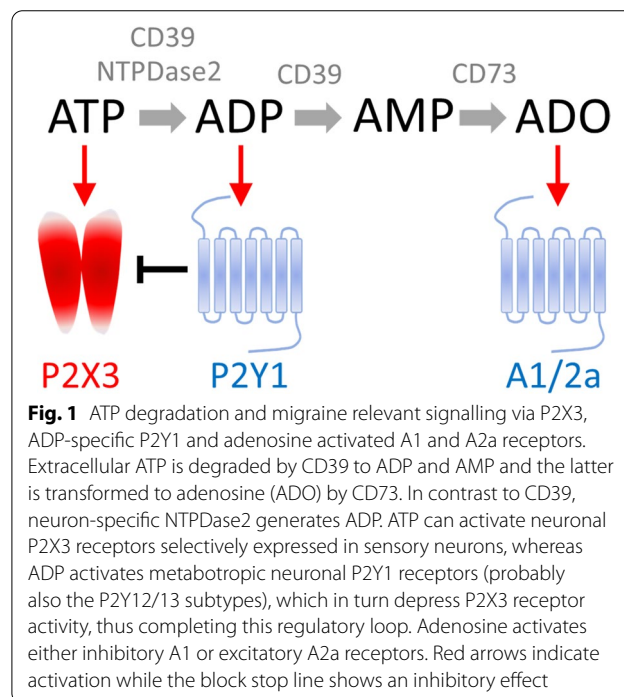 CD39
NTPDase2
CD39
CD73
ATP
ADP
AMP
ADO
P2X3
P2Y1
A1/2a
Fig. 1 ATP degradation and migraine relevant signalling via P2X3,
ADP-specific P2Y1 and adenosine activated A1 and A2a receptors.
Extracellular ATP is degraded by CD39 to ADP and AMP and the latter
is transformed to adenosine (ADO) by CD73. In contrast to CD39,
neuron-specific NTPDase2 generates ADP. ATP can activate neuronal
P2X3 receptors selectively expressed in sensory neurons, whereas
ADP activates metabotropic neuronal P2Y1 receptors (probably
also the P2Y12/13 subtypes), which in turn depress P2X3 receptor
activity, thus completing this regulatory loop. Adenosine activates
either inhibitory A1 or excitatory A2a receptors. Red arrows indicate
activation while the block stop line shows an inhibitory effect